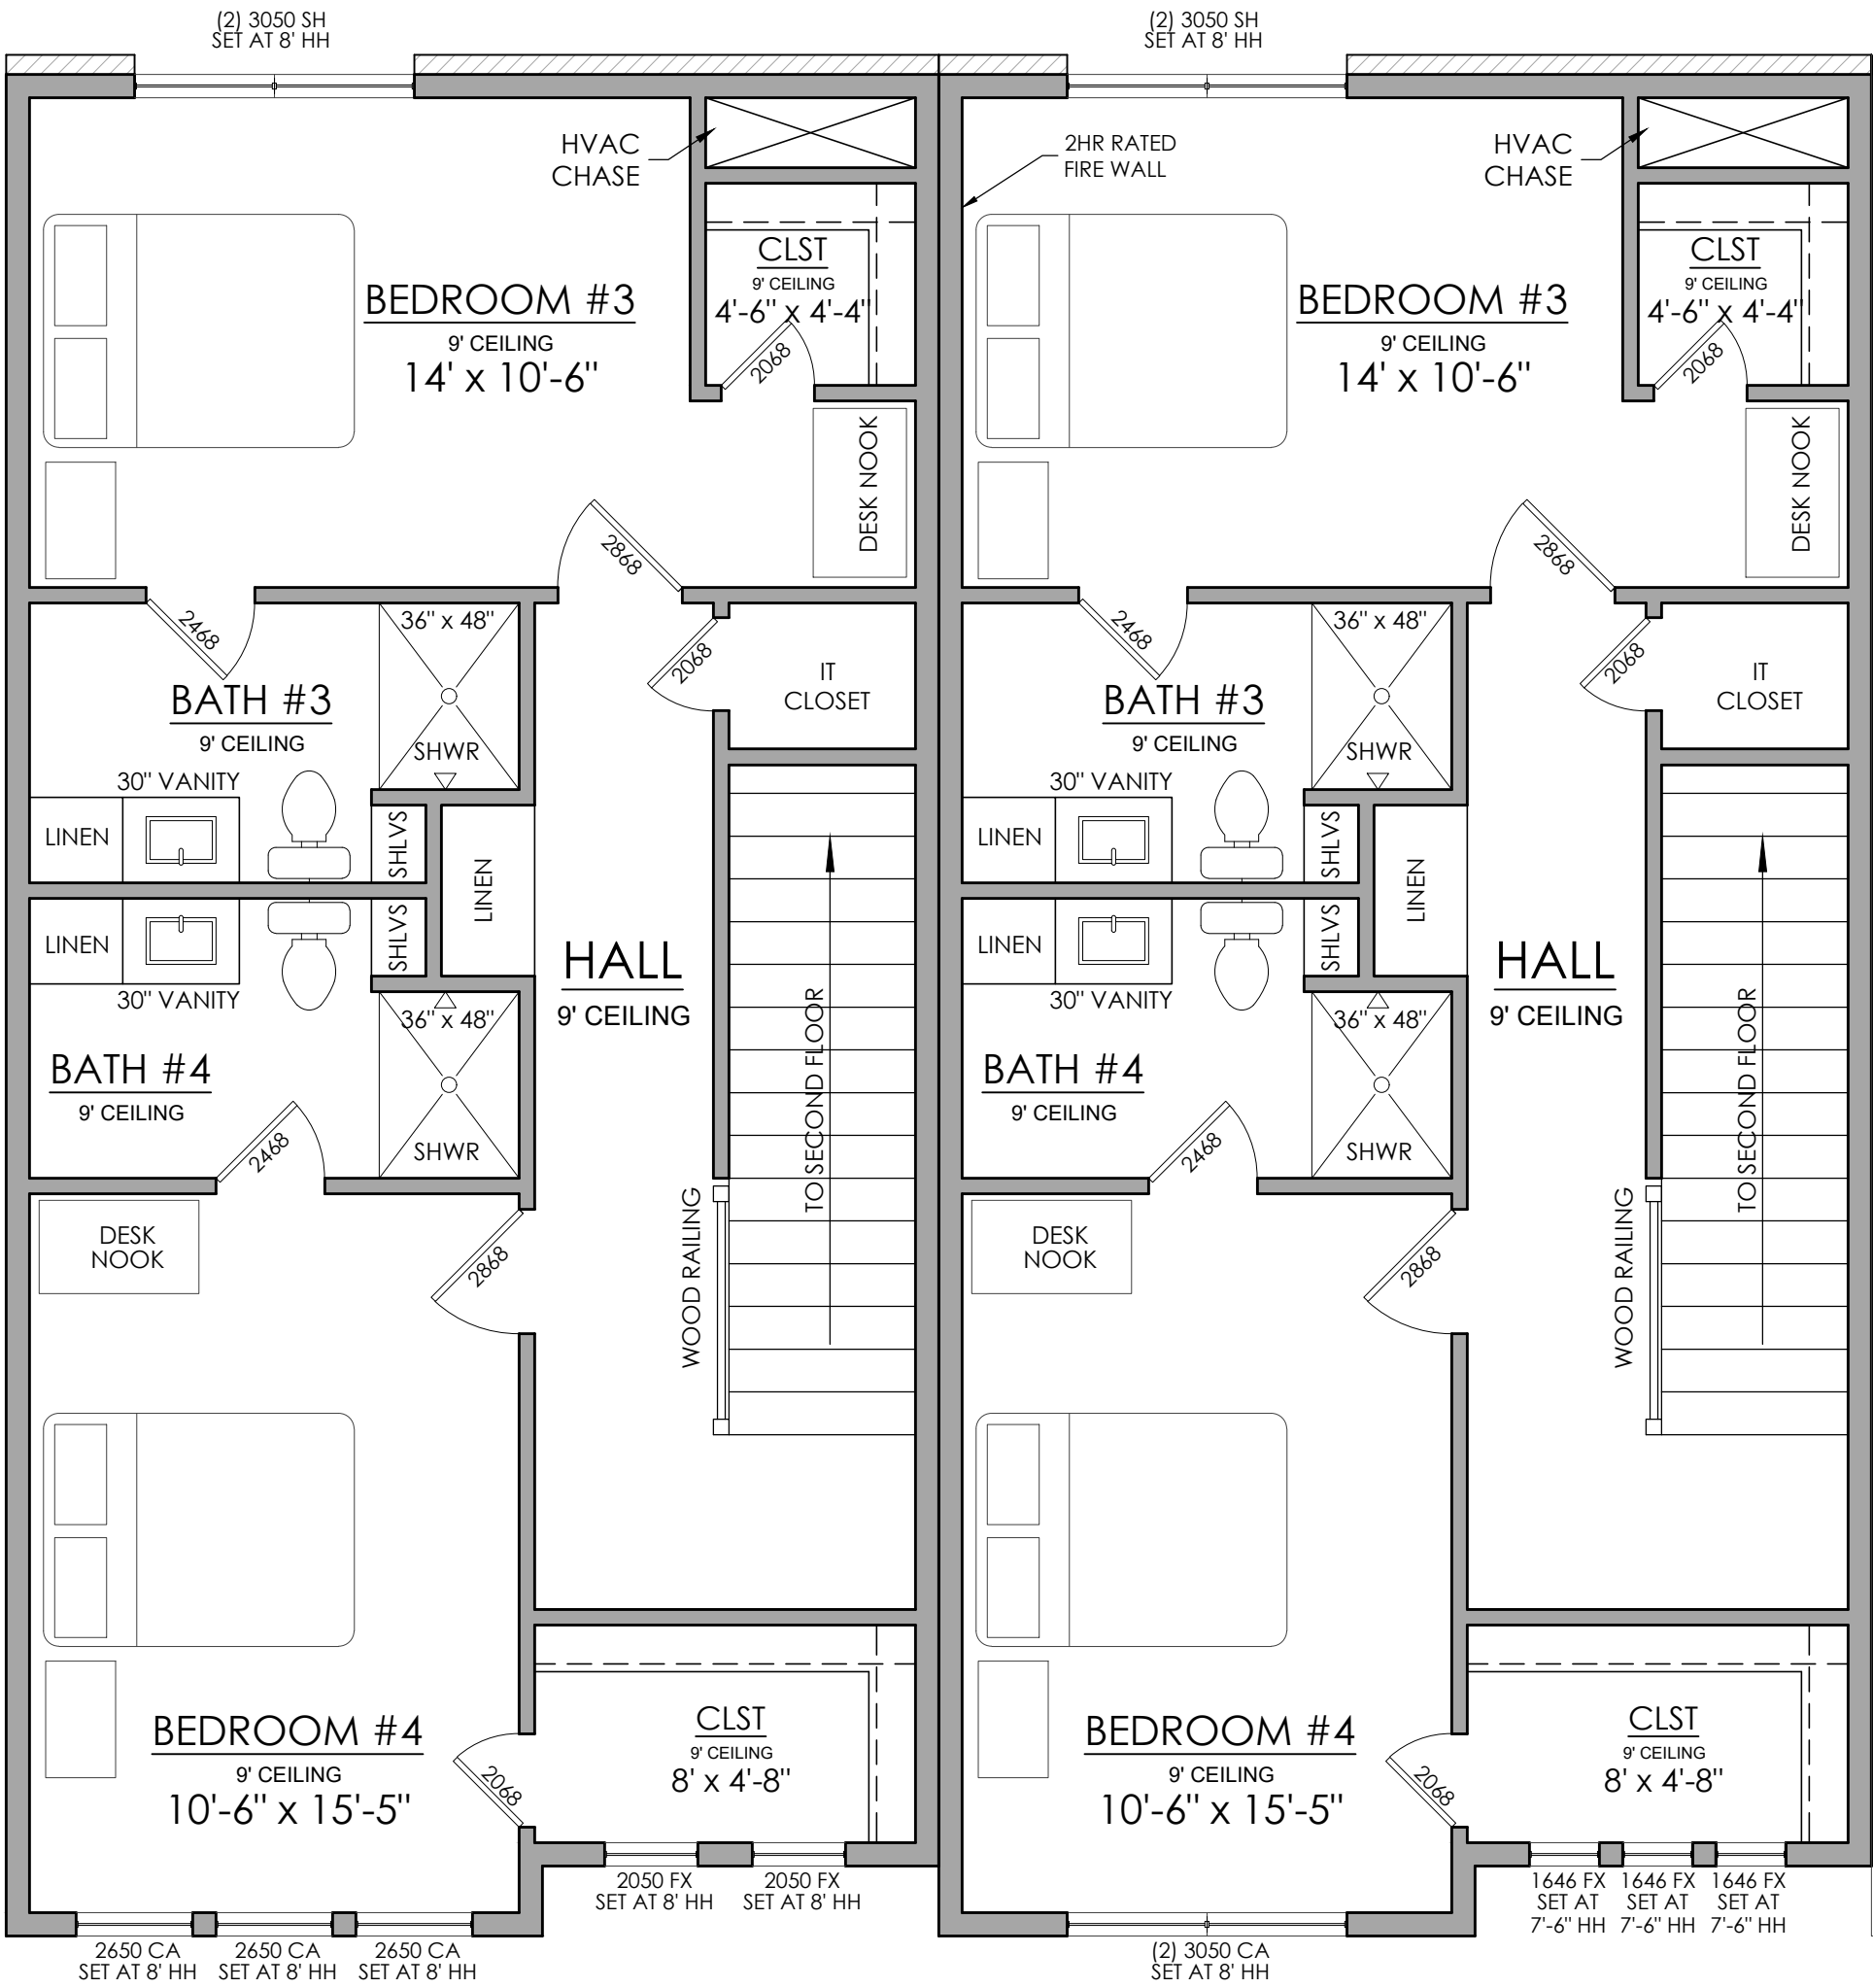 (2) 3050 SH
SET AT 8' HH
(2) 3050 SH
SET AT 8' HH
HVAC
CHASE
2HR RATED
FIRE WALL
HVAC
CHASE
CLST
9' CEILING
4'-6" x 4'-4"
2068
CLST
9' CEILING
4'-6" x 4'-4"
2068
BEDROOM #3
9' CEILING
14' x 10'-6"
BEDROOM #3
9' CEILING
14' x 10'-6"
DESK NOOK
DESK NOOK
2868
2868
2468
36" x 48"
2068
IT
CLOSET
2468
36" x 48"
2068
IT
CLOSET
BATH #3
9' CEILING
SHWR
BATH #3
9' CEILING
SHWR
30" VANITY
LINEN
SHLVS
30" VANITY
LINEN
SHLVS
LINEN
LINEN
LINEN
SHLVS
30" VANITY
LINEN
SHLVS
30" VANITY
HALL
9' CEILING
HALL
9' CEILING
36" x 48"
36" x 48"
TO SECOND FLOOR
TO SECOND FLOOR
BATH #4
9' CEILING
2468
SHWR
BATH #4
9' CEILING
2468
SHWR
DESK
NOOK
2868
WOOD RAILING
DESK
NOOK
2868
WOOD RAILING
BEDROOM #4
9' CEILING
10'-6" x 15'-5"
2068
CLST
9' CEILING
8' x 4'-8"
BEDROOM #4
9' CEILING
10'-6" x 15'-5"
2068
CLST
9' CEILING
8' x 4'-8"
2050 FX
SET AT 8' HH
2050 FX
SET AT 8' HH
1646 FX
SET AT
7'-6" HH
1646 FX
SET AT
7'-6" HH
1646 FX
SET AT
7'-6" HH
2650 CA
SET AT 8' HH
2650 CA
SET AT 8' HH
2650 CA
SET AT 8' HH
(2) 3050 CA
SET AT 8' HH